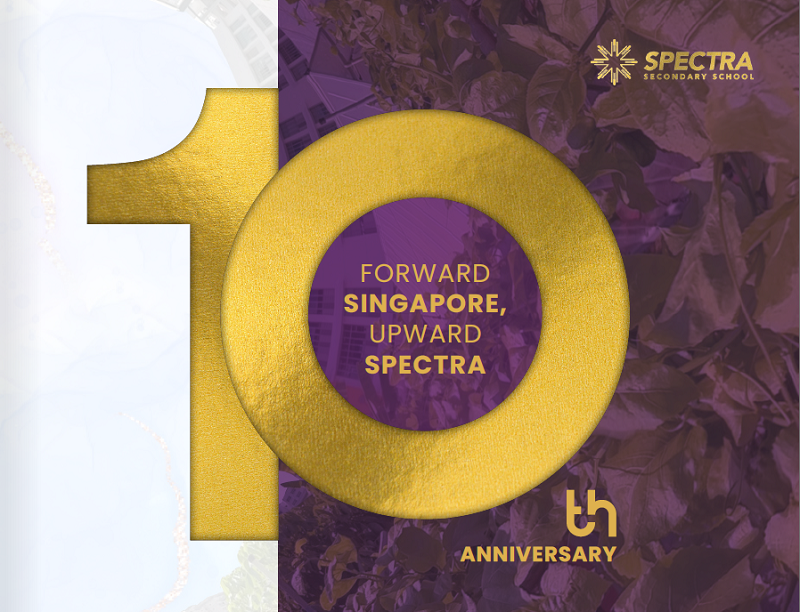 SPECTRA
SECONDARY SCHOOL
10
FORWARD
SINGAPORE,
UPWARD
SPECTRA
th
ANNIVERSARY